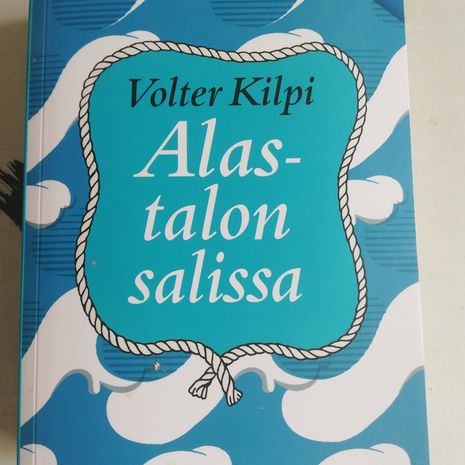 Volter Kilpi
Alas-
talon
salissa